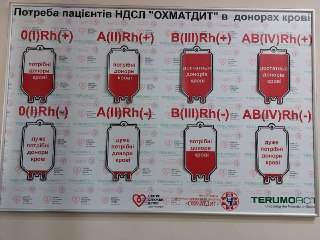 Потреба пацієнтів НДСЛ "ОХМАТДИТ" в донорах крові
0(I)Rh(+) A(II)Rh(+) B(III)Rh(+) AB(IV)Rh(+)
потрібні донори крові
потрібні донори крові
достатньо донорів крові
достатньо донорів крові
0(I)Rh(-) A(II)Rh(-) B(III)Rh(-) AB(IV)Rh(-)
дуже потрібні донори крові
дуже потрібні донори крові
потрібні донори крові
дуже потрібні донори крові
TERUMOBCT